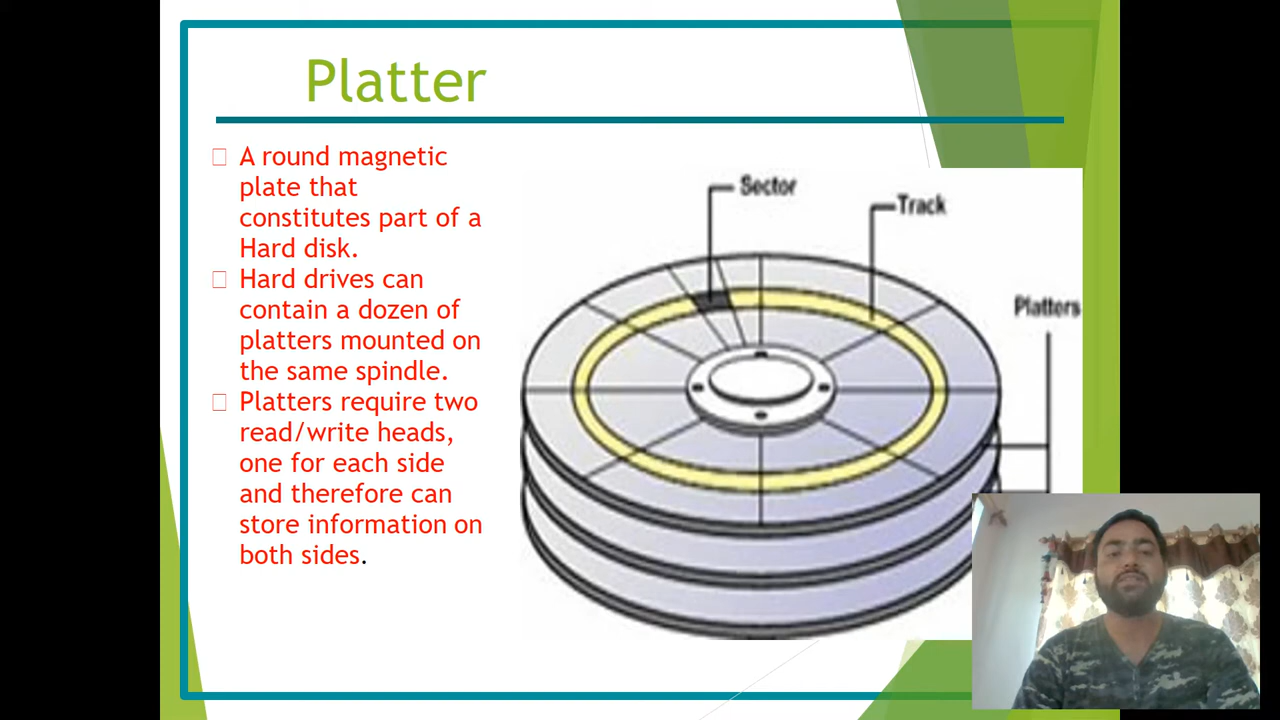 Platter
A round magnetic
plate that
constitutes part of a
Hard disk.
Hard drives can
contain a dozen of
platters mounted on
the same spindle.
Platters require two
read/write heads,
one for each side
and therefore can
store information on
both sides.
Sector
Track
Platters